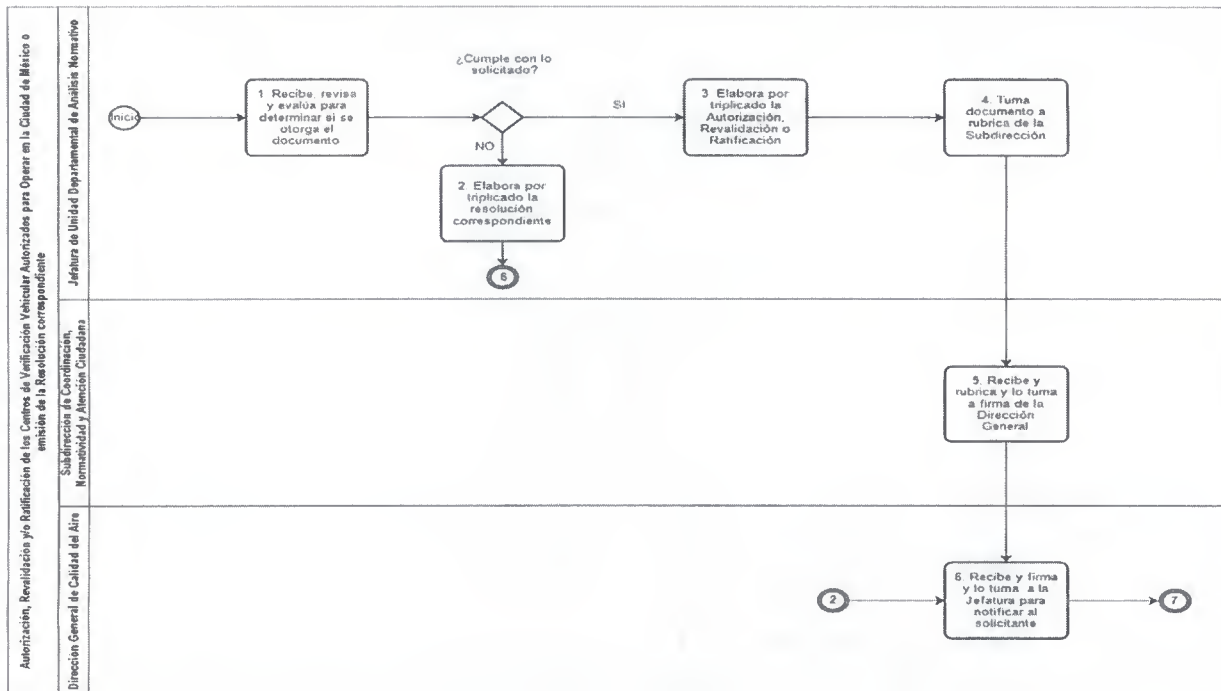 Autorización, Revalidación y/o Ratificación de los Centros de Verificación Vehicular Autorizados para Operar en la Ciudad de México o
emisión de la Resolución correspondiente
Jefatura de Unidad Departamental de Análisis Normativo
Inicio
1. Recibe, revisa
y evalúa para
determinar si se
otorga el
documento
¿Cumple con lo
solicitado?
SI
NO
2. Elabora por
triplicado la
resolución
correspondiente
6
3. Elabora por
triplicado la
Autorización,
Revalidación o
Ratificación
4. Turna
documento a
rubrica de la
Subdirección
Subdirección de Coordinación,
Normatividad y Atención Ciudadana
5. Recibe y
rubrica y lo turna
a firma de la
Dirección
General
Dirección General de Calidad del Aire
2
6. Recibe y firma
y lo turna a la
Jefatura para
notificar al
solicitante
7